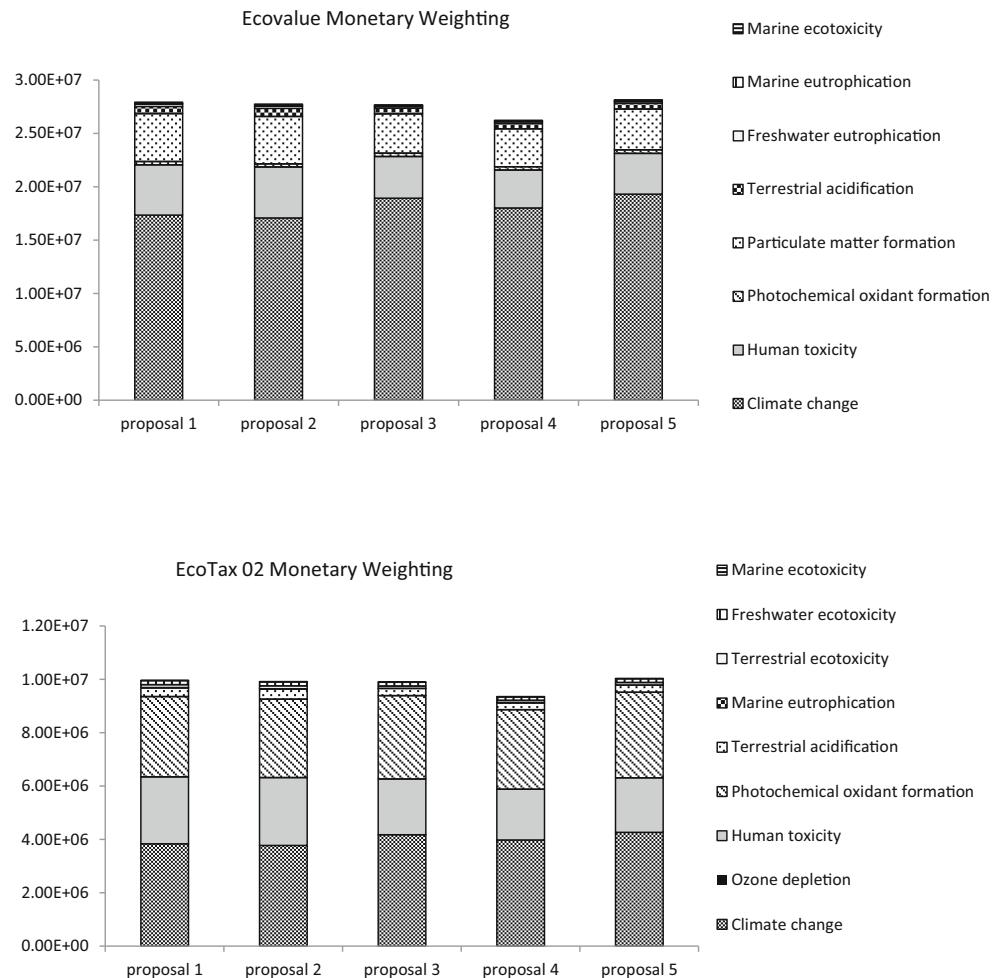 Ecovalue Monetary Weighting
3.00E+07
2.50E+07
2.00E+07
1.50E+07
1.00E+07
5.00E+06
0.00E+00
proposal 1 proposal 2 proposal 3 proposal 4 proposal 5
Marine ecotoxicity
Marine eutrophication
Freshwater eutrophication
Terrestrial acidification
Particulate matter formation
Photochemical oxidant formation
Human toxicity
Climate change
EcoTax 02 Monetary Weighting
1.20E+07
1.00E+07
8.00E+06
6.00E+06
4.00E+06
2.00E+06
0.00E+00
proposal 1 proposal 2 proposal 3 proposal 4 proposal 5
Marine ecotoxicity
Freshwater ecotoxicity
Terrestrial ecotoxicity
Marine eutrophication
Terrestrial acidification
Photochemical oxidant formation
Human toxicity
Ozone depletion
Climate change